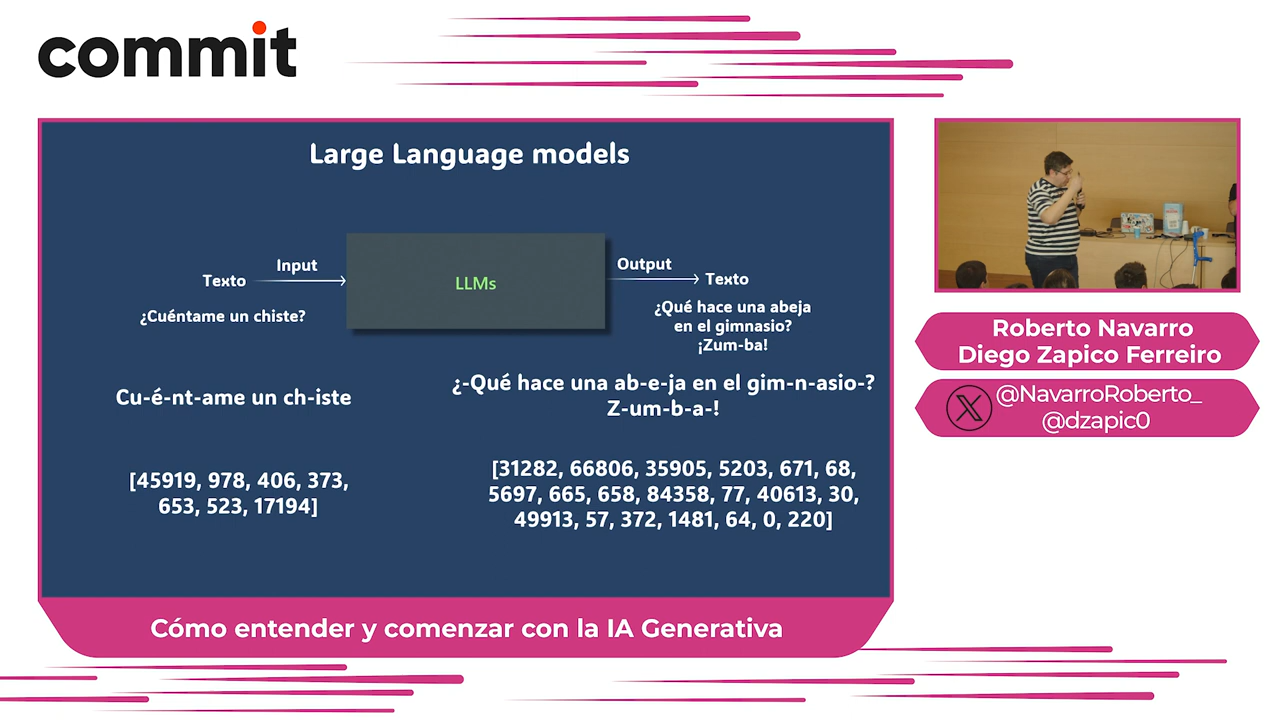 commit
Large Language models
Texto
Input
LLMs
Output
Texto
¿Cuéntame un chiste?
¿Qué hace una abeja
en el gimnasio?
¡Zum-ba!
Cu-é-nt-ame un ch-iste
¿-Qué hace una ab-e-ja en el gim-n-asio-?
Z-um-b-a-!
[45919, 978, 406, 373,
653, 523, 17194]
[31282, 66806, 35905, 5203, 671, 68,
5697, 665, 658, 84358, 77, 40613, 30,
49913, 57, 372, 1481, 64, 0, 220]
Cómo entender y comenzar con la IA Generativa
Roberto Navarro
Diego Zapico Ferreiro
@NavarroRoberto_
@dzapic0